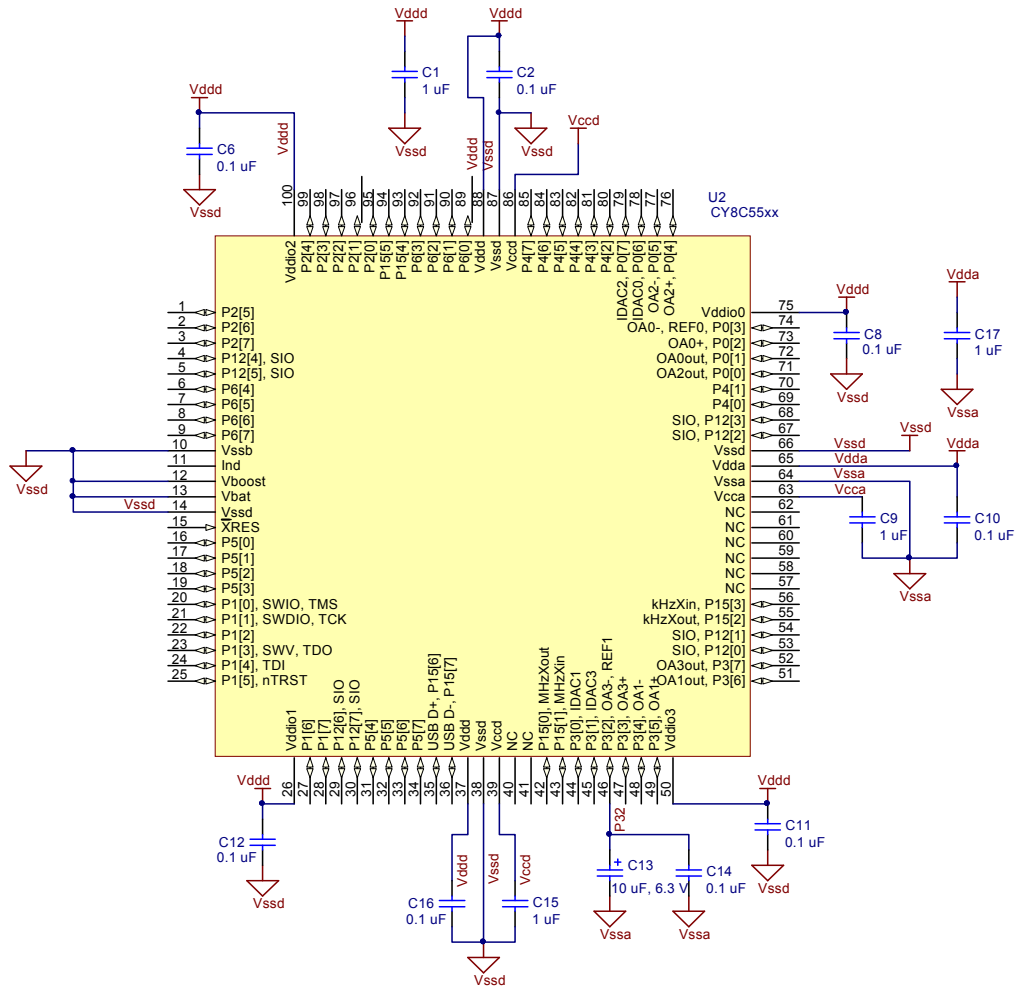 Vddd
Vddd
C1
1 uF
C2
0.1 uF
Vddd
Vssd
Vssd
Vccd
C6
0.1 uF
Vssd
Vddd
Vddd
Vssd
U2
CY8C55xx
100
99
98
97
96
95
94
93
92
91
90
89
88
87
86
85
84
83
82
81
80
79
78
77
76
Vddio2
P2[4]
P2[3]
P2[2]
P2[1]
P2[0]
P15[5]
P15[4]
P6[3]
P6[2]
P6[1]
P6[0]
Vddd
Vssd
Vccd
P4[7]
P4[6]
P4[5]
P4[4]
P4[3]
P4[2]
IDAC2, P0[7]
IDAC0, P0[6]
OA2-, P0[5]
OA2+, P0[4]
1 P2[5]
2 P2[6]
3 P2[7]
4 P12[4], SIO
5 P12[5], SIO
6 P6[4]
7 P6[5]
8 P6[6]
9 P6[7]
10 Vssb
11 Ind
12 Vboost
13 Vbat
14 Vssd
15 XRES
16 P5[0]
17 P5[1]
18 P5[2]
19 P5[3]
20 P1[0], SWIO, TMS
21 P1[1], SWDIO, TCK
22 P1[2]
23 P1[3], SWV, TDO
24 P1[4], TDI
25 P1[5], nTRST
Vssd
Vssd
Vddio0 75
OA0-, REF0, P0[3] 74
OA0+, P0[2] 73
OA0out, P0[1] 72
OA2out, P0[0] 71
P4[1] 70
P4[0] 69
SIO, P12[3] 68
SIO, P12[2] 67
Vssd 66
Vdda 65
Vssa 64
Vcca 63
NC 62
NC 61
NC 60
NC 59
NC 58
NC 57
kHzXin, P15[3] 56
kHzXout, P15[2] 55
SIO, P12[1] 54
SIO, P12[0] 53
OA3out, P3[7] 52
OA1out, P3[6] 51
Vddd
C8
0.1 uF
Vssd
Vdda
C17
1 uF
Vssa
Vssd
Vssd
Vdda
Vdda
Vssa
Vcca
C9
1 uF
C10
0.1 uF
Vssa
Vddio1
P1[6]
P1[7]
P12[6], SIO
P12[7], SIO
P5[4]
P5[5]
P5[6]
P5[7]
USB D+, P15[6]
USB D-, P15[7]
Vddd
Vssd
Vccd
NC
NC
P15[0], MHzXout
P15[1], MHzXin
P3[0], IDAC1
P3[1], IDAC3
P3[2], OA3-, REF1
P3[3], OA3+
P3[4], OA1-
P3[5], OA1+
Vddio3
26
27
28
29
30
31
32
33
34
35
36
37
38
39
40
41
42
43
44
45
46
47
48
49
50
Vddd
C12
0.1 uF
Vssd
Vddd
Vssd
Vccd
C16
0.1 uF
C15
1 uF
Vssd
P32
+
C13
10 uF, 6.3 V
Vssa
C14
0.1 uF
Vssa
Vddd
C11
0.1 uF
Vssd